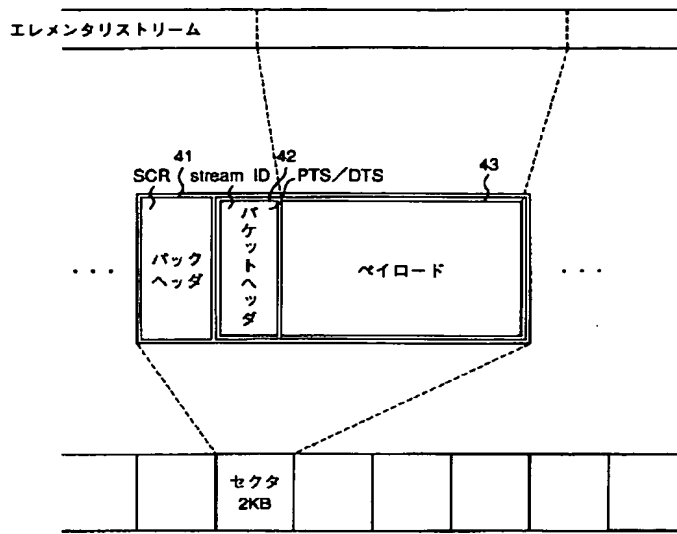 エレメンタリストリーム
41
42
43
SCR stream ID PTS/DTS
パック
ヘッダ
パケットヘッダ
ペイロード
・・・
・・・
セクタ
2KB